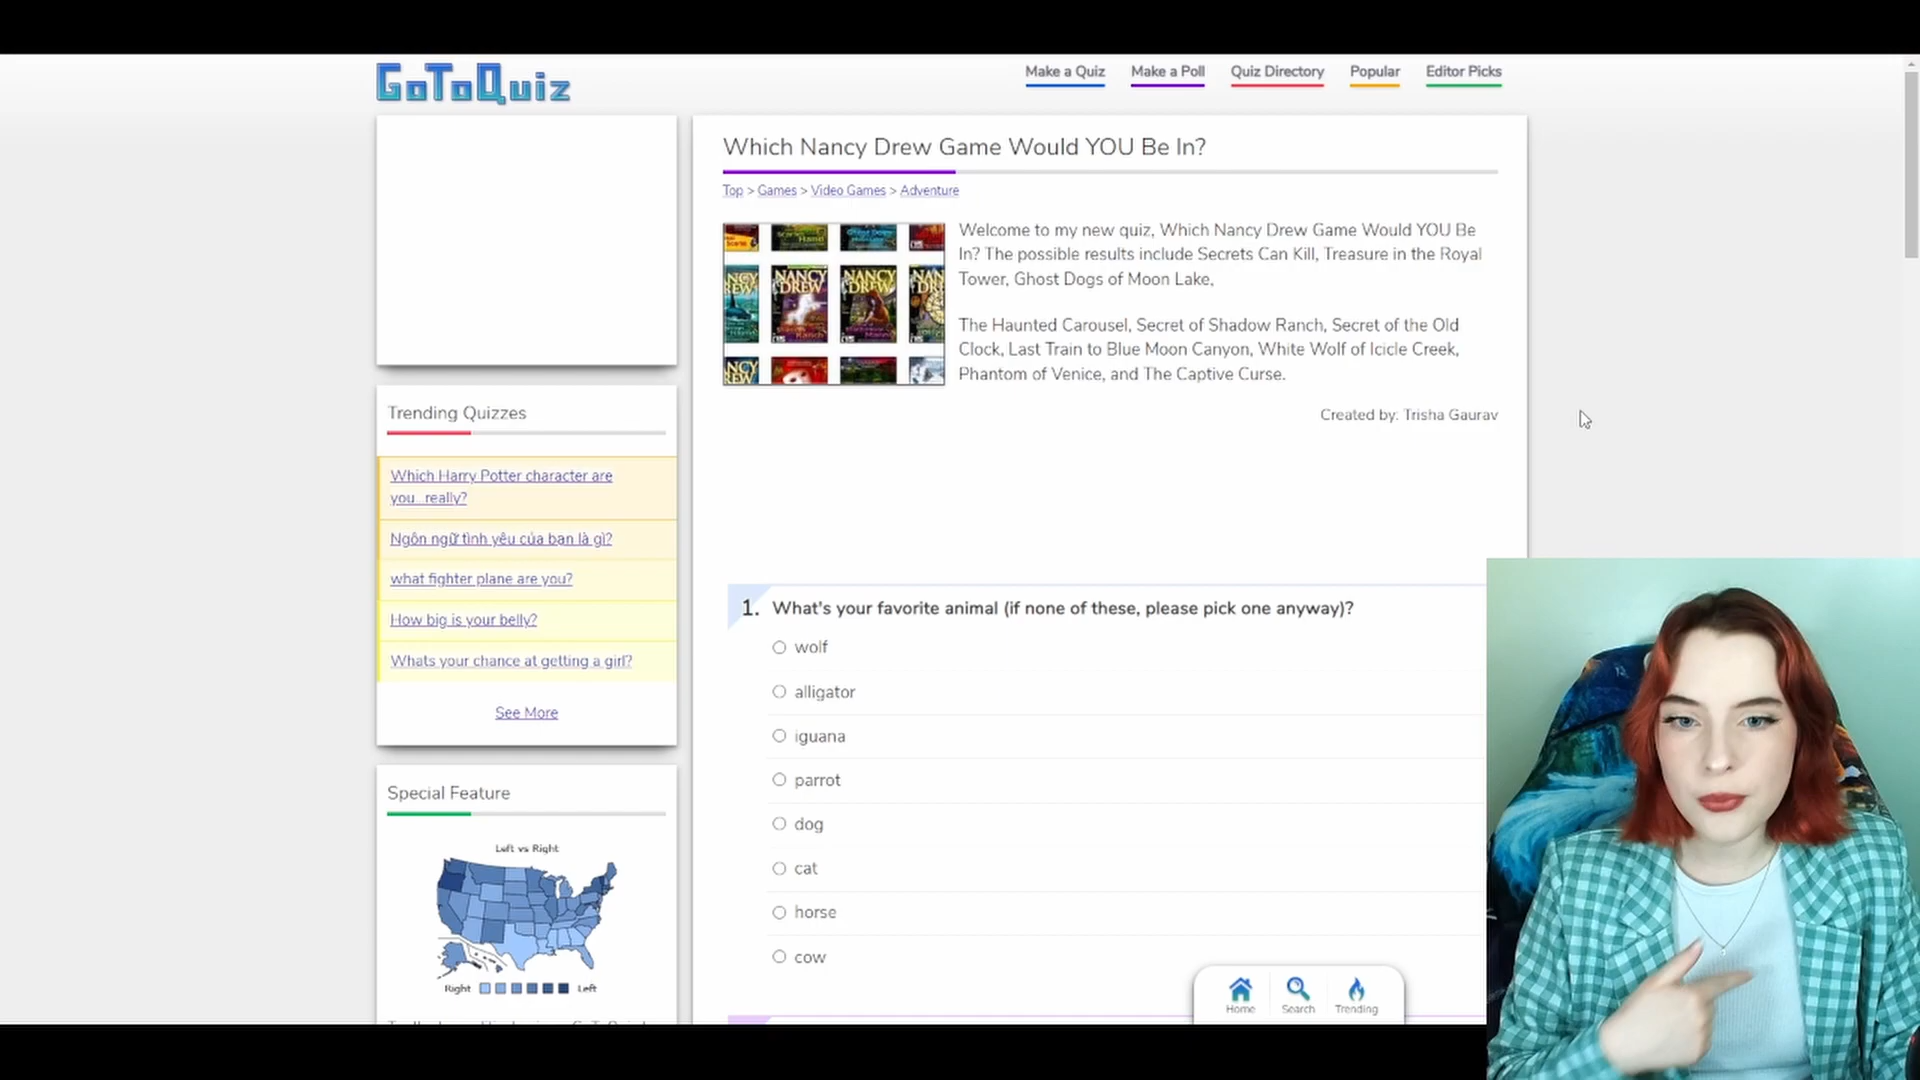 GoToQuiz
Make a Quiz
Make a Poll
Quiz Directory
Popular
Editor Picks
Which Nancy Drew Game Would YOU Be In?
Top > Games > Video Games > Adventure
NANCY
DREW
NANCY
DREW
Welcome to my new quiz, Which Nancy Drew Game Would YOU Be
In? The possible results include Secrets Can Kill, Treasure in the Royal
Tower, Ghost Dogs of Moon Lake,
The Haunted Carousel, Secret of Shadow Ranch, Secret of the Old
Clock, Last Train to Blue Moon Canyon, White Wolf of Icicle Creek,
Phantom of Venice, and The Captive Curse.
Created by: Trisha Gaurav
Trending Quizzes
Which Harry Potter character are
you...really?
Ngôn ngữ tình yêu của bạn là gì?
what fighter plane are you?
How big is your belly?
Whats your chance at getting a girl?
See More
Special Feature
Left vs Right
Right
Left
1. What's your favorite animal (if none of these, please pick one anyway)?
wolf
alligator
iguana
parrot
dog
cat
horse
cow
Home
Search
Trending